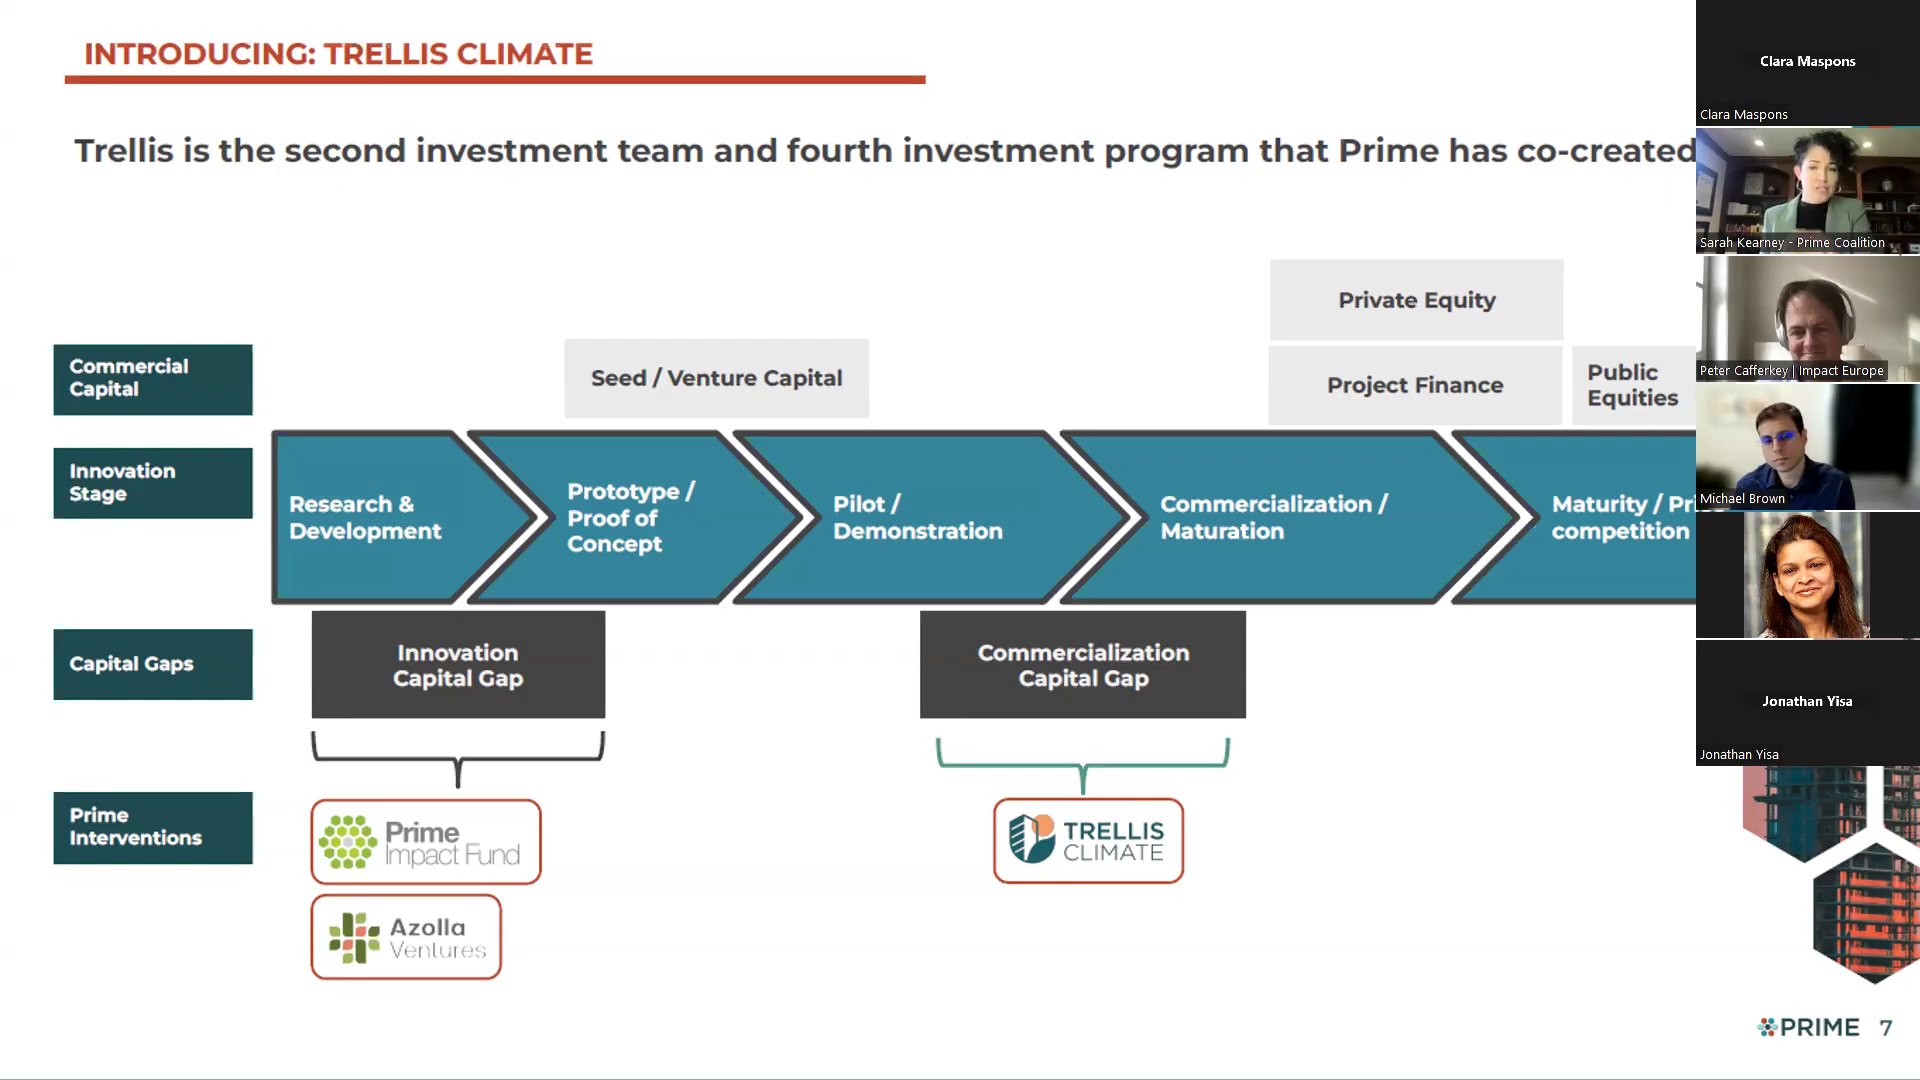 INTRODUCING: TRELLIS CLIMATE
Trellis is the second investment team and fourth investment program that Prime has co-created
Private Equity
Commercial
Capital
Seed / Venture Capital
Project Finance
Public
Equities
Innovation
Stage
Research &
Development
Prototype /
Proof of
Concept
Pilot /
Demonstration
Commercialization /
Maturation
Maturity / Pri
competition
Capital Gaps
Innovation
Capital Gap
Commercialization
Capital Gap
Prime
Interventions
Prime
Impact Fund
Azolla
Ventures
TRELLIS
CLIMATE
PRIME 7
Clara Maspons
Clara Maspons
Sarah Kearney - Prime Coalition
Peter Cafferkey | Impact Europe
Michael Brown
Jonathan Yisa
Jonathan Yisa